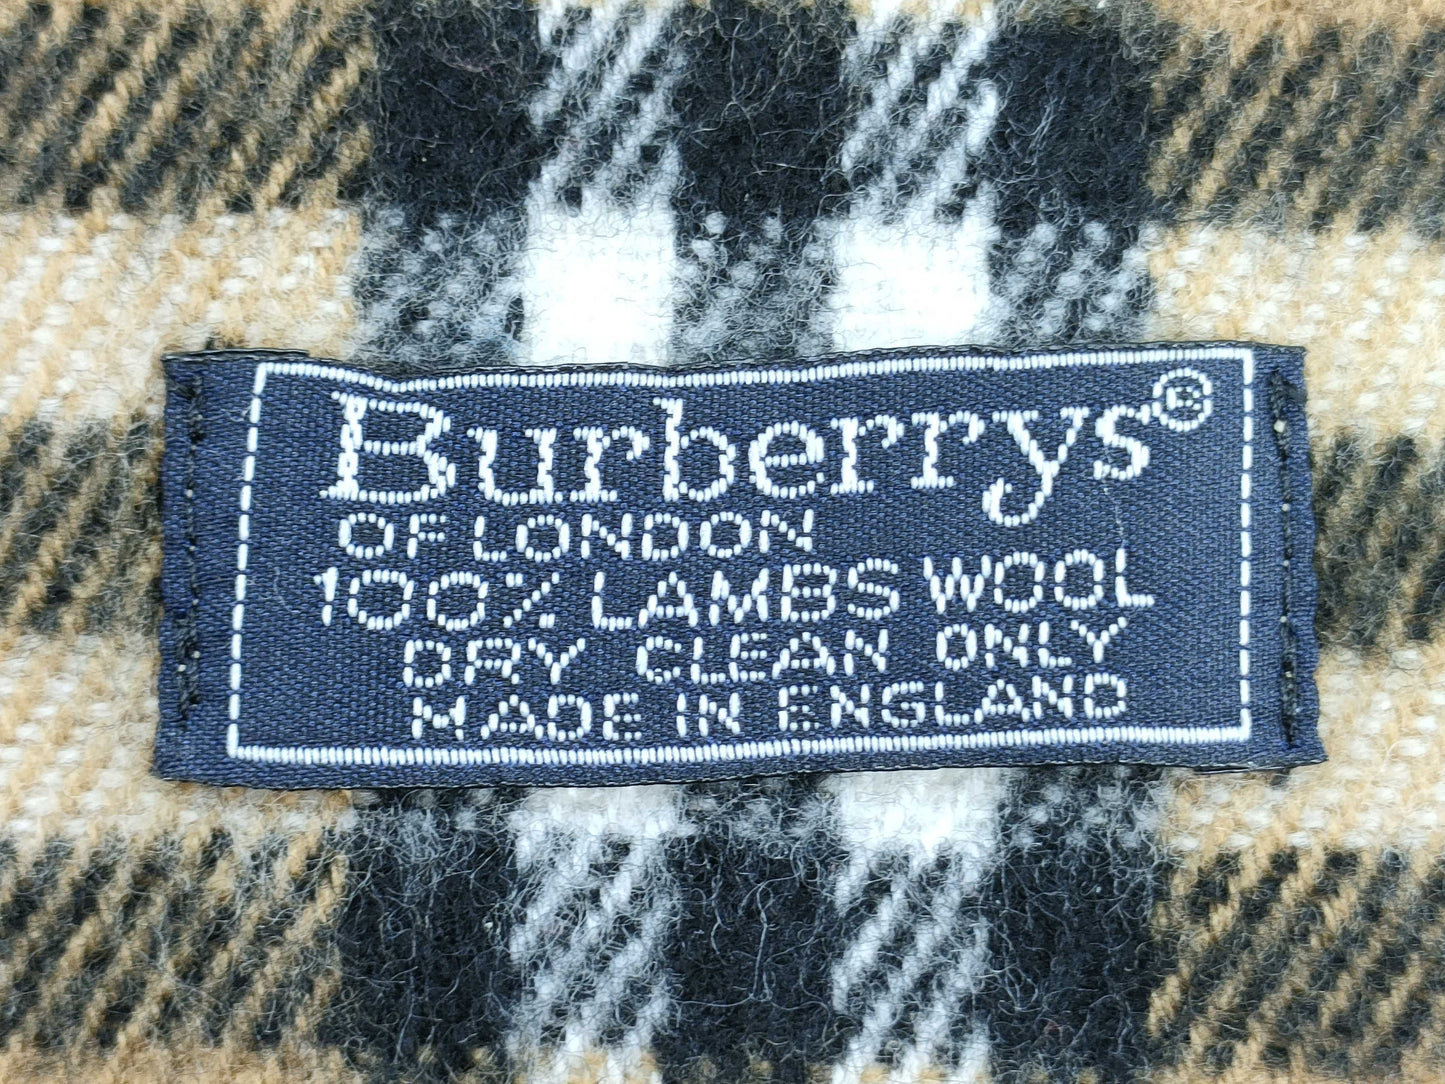 Burberrys®
OF LONDON
100% LAMBS WOOL
DRY CLEAN ONLY
MADE IN ENGLAND